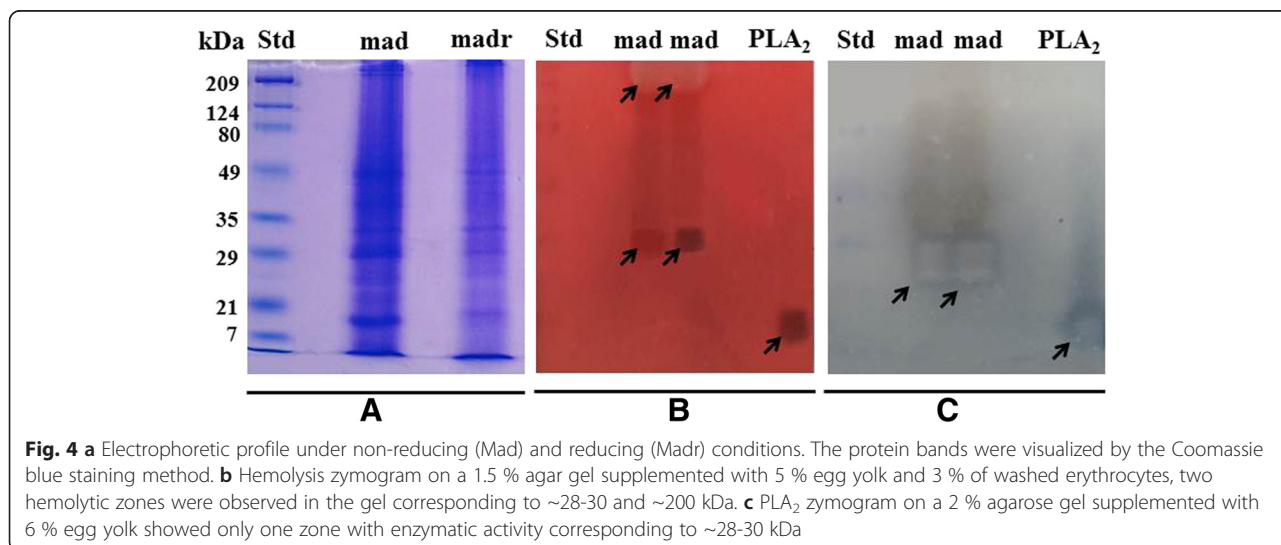 kDa Std mad madr Std mad mad PLA₂ Std mad mad PLA₂
209
124
80
49
35
29
21
7
A B C
Fig. 4 a Electrophoretic profile under non-reducing (Mad) and reducing (Madr) conditions. The protein bands were visualized by the Coomassie
blue staining method. b Hemolysis zymogram on a 1.5 % agar gel supplemented with 5 % egg yolk and 3 % of washed erythrocytes, two
hemolytic zones were observed in the gel corresponding to ~28-30 and ~200 kDa. c PLA₂ zymogram on a 2 % agarose gel supplemented with
6 % egg yolk showed only one zone with enzymatic activity corresponding to ~28-30 kDa